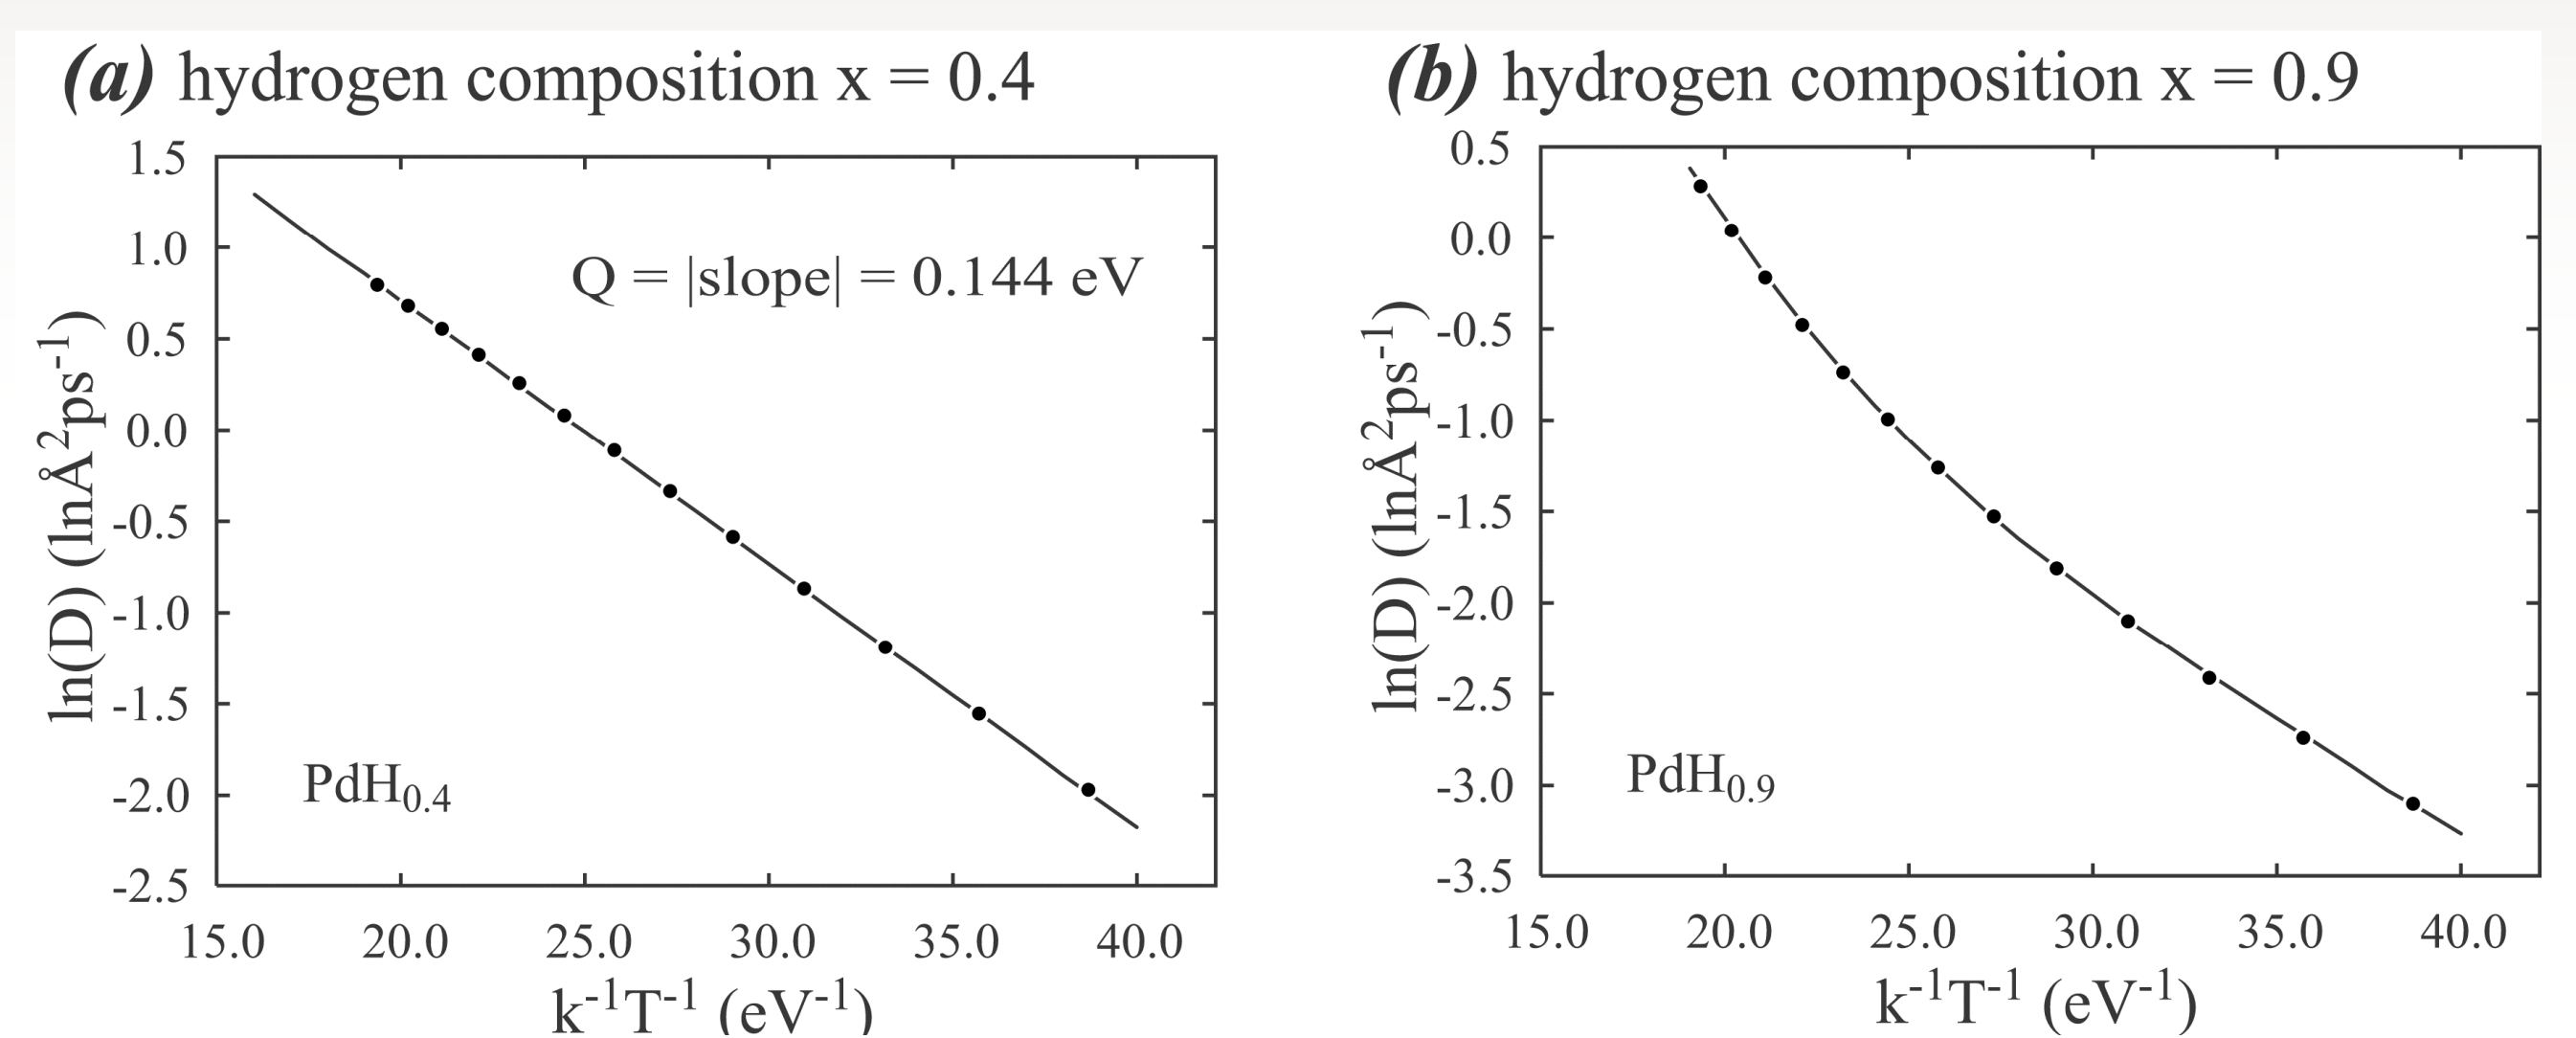 (a) hydrogen composition x = 0.4
1.5
1.0
0.5
0.0
-0.5
-1.0
-1.5
-2.0
-2.5
ln(D) (lnÅ²ps⁻¹)
Q = |slope| = 0.144 eV
PdH₀.₄
15.0 20.0 25.0 30.0 35.0 40.0
k⁻¹T⁻¹ (eV⁻¹)
(b) hydrogen composition x = 0.9
0.5
0.0
-0.5
-1.0
-1.5
-2.0
-2.5
-3.0
-3.5
ln(D) (lnÅ²ps⁻¹)
PdH₀.₉
15.0 20.0 25.0 30.0 35.0 40.0
k⁻¹T⁻¹ (eV⁻¹)